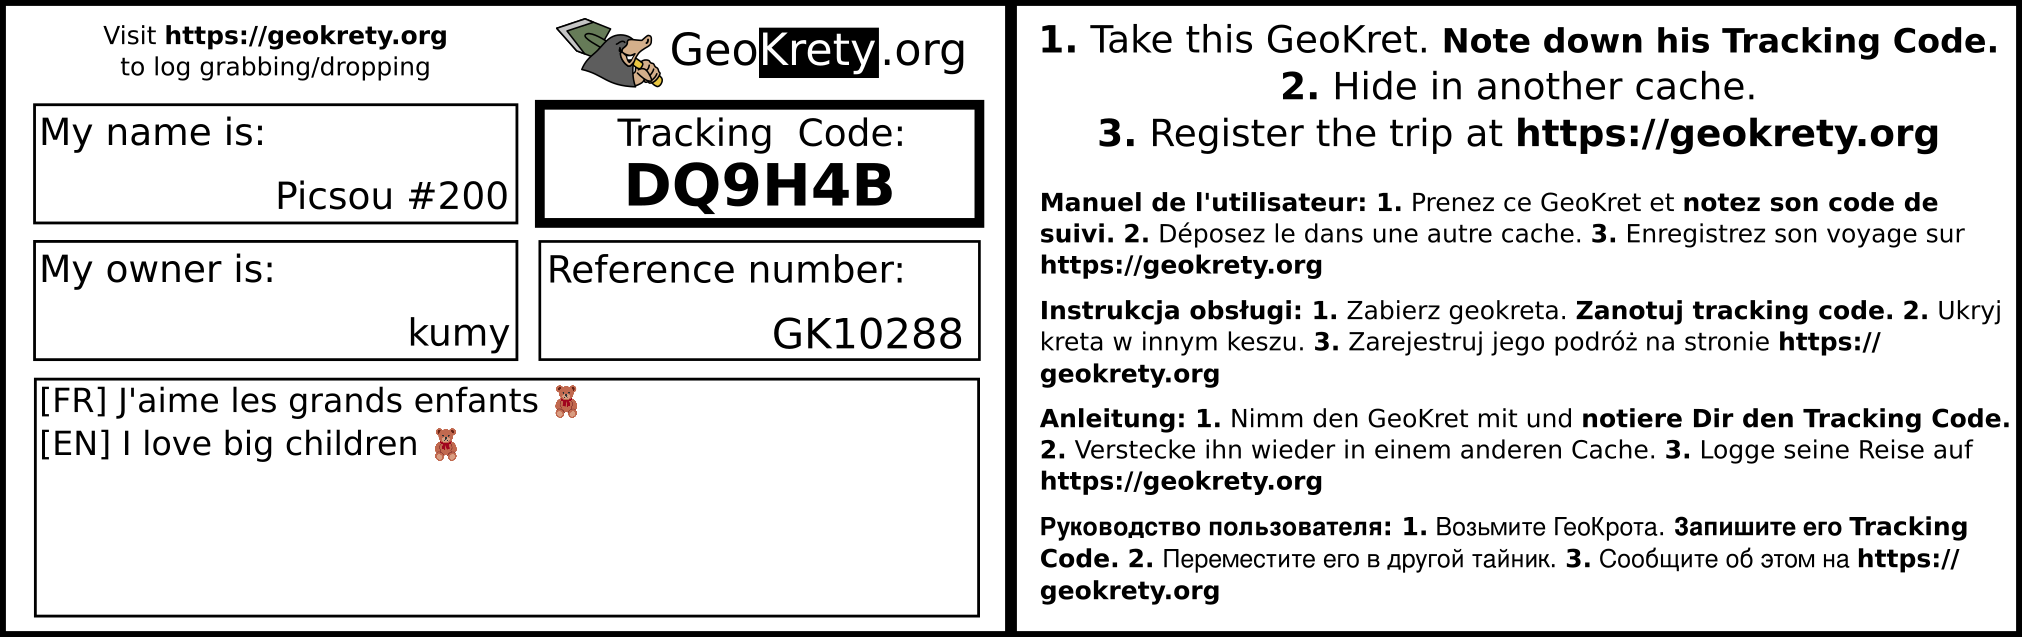 Visit https://geokrety.org
to log grabbing/dropping
GeoKrety.org
My name is:
Picsou #200
Tracking Code:
DQ9H4B
My owner is:
kumy
Reference number:
GK10288
[FR] J'aime les grands enfants 🧸
[EN] I love big children 🧸
1. Take this GeoKret. Note down his Tracking Code.
2. Hide in another cache.
3. Register the trip at https://geokrety.org
Manuel de l'utilisateur: 1. Prenez ce GeoKret et notez son code de
suivi. 2. Déposez le dans une autre cache. 3. Enregistrez son voyage sur
https://geokrety.org
Instrukcja obsługi: 1. Zabierz geokreta. Zanotuj tracking code. 2. Ukryj
kreta w innym keszu. 3. Zarejestruj jego podróż na stronie https://
geokrety.org
Anleitung: 1. Nimm den GeoKret mit und notiere Dir den Tracking Code.
2. Verstecke ihn wieder in einem anderen Cache. 3. Logge seine Reise auf
https://geokrety.org
Руководство пользователя: 1. Возьмите ГеоКрота. Запишите его Tracking
Code. 2. Переместите его в другой тайник. 3. Сообщите об этом на https://
geokrety.org